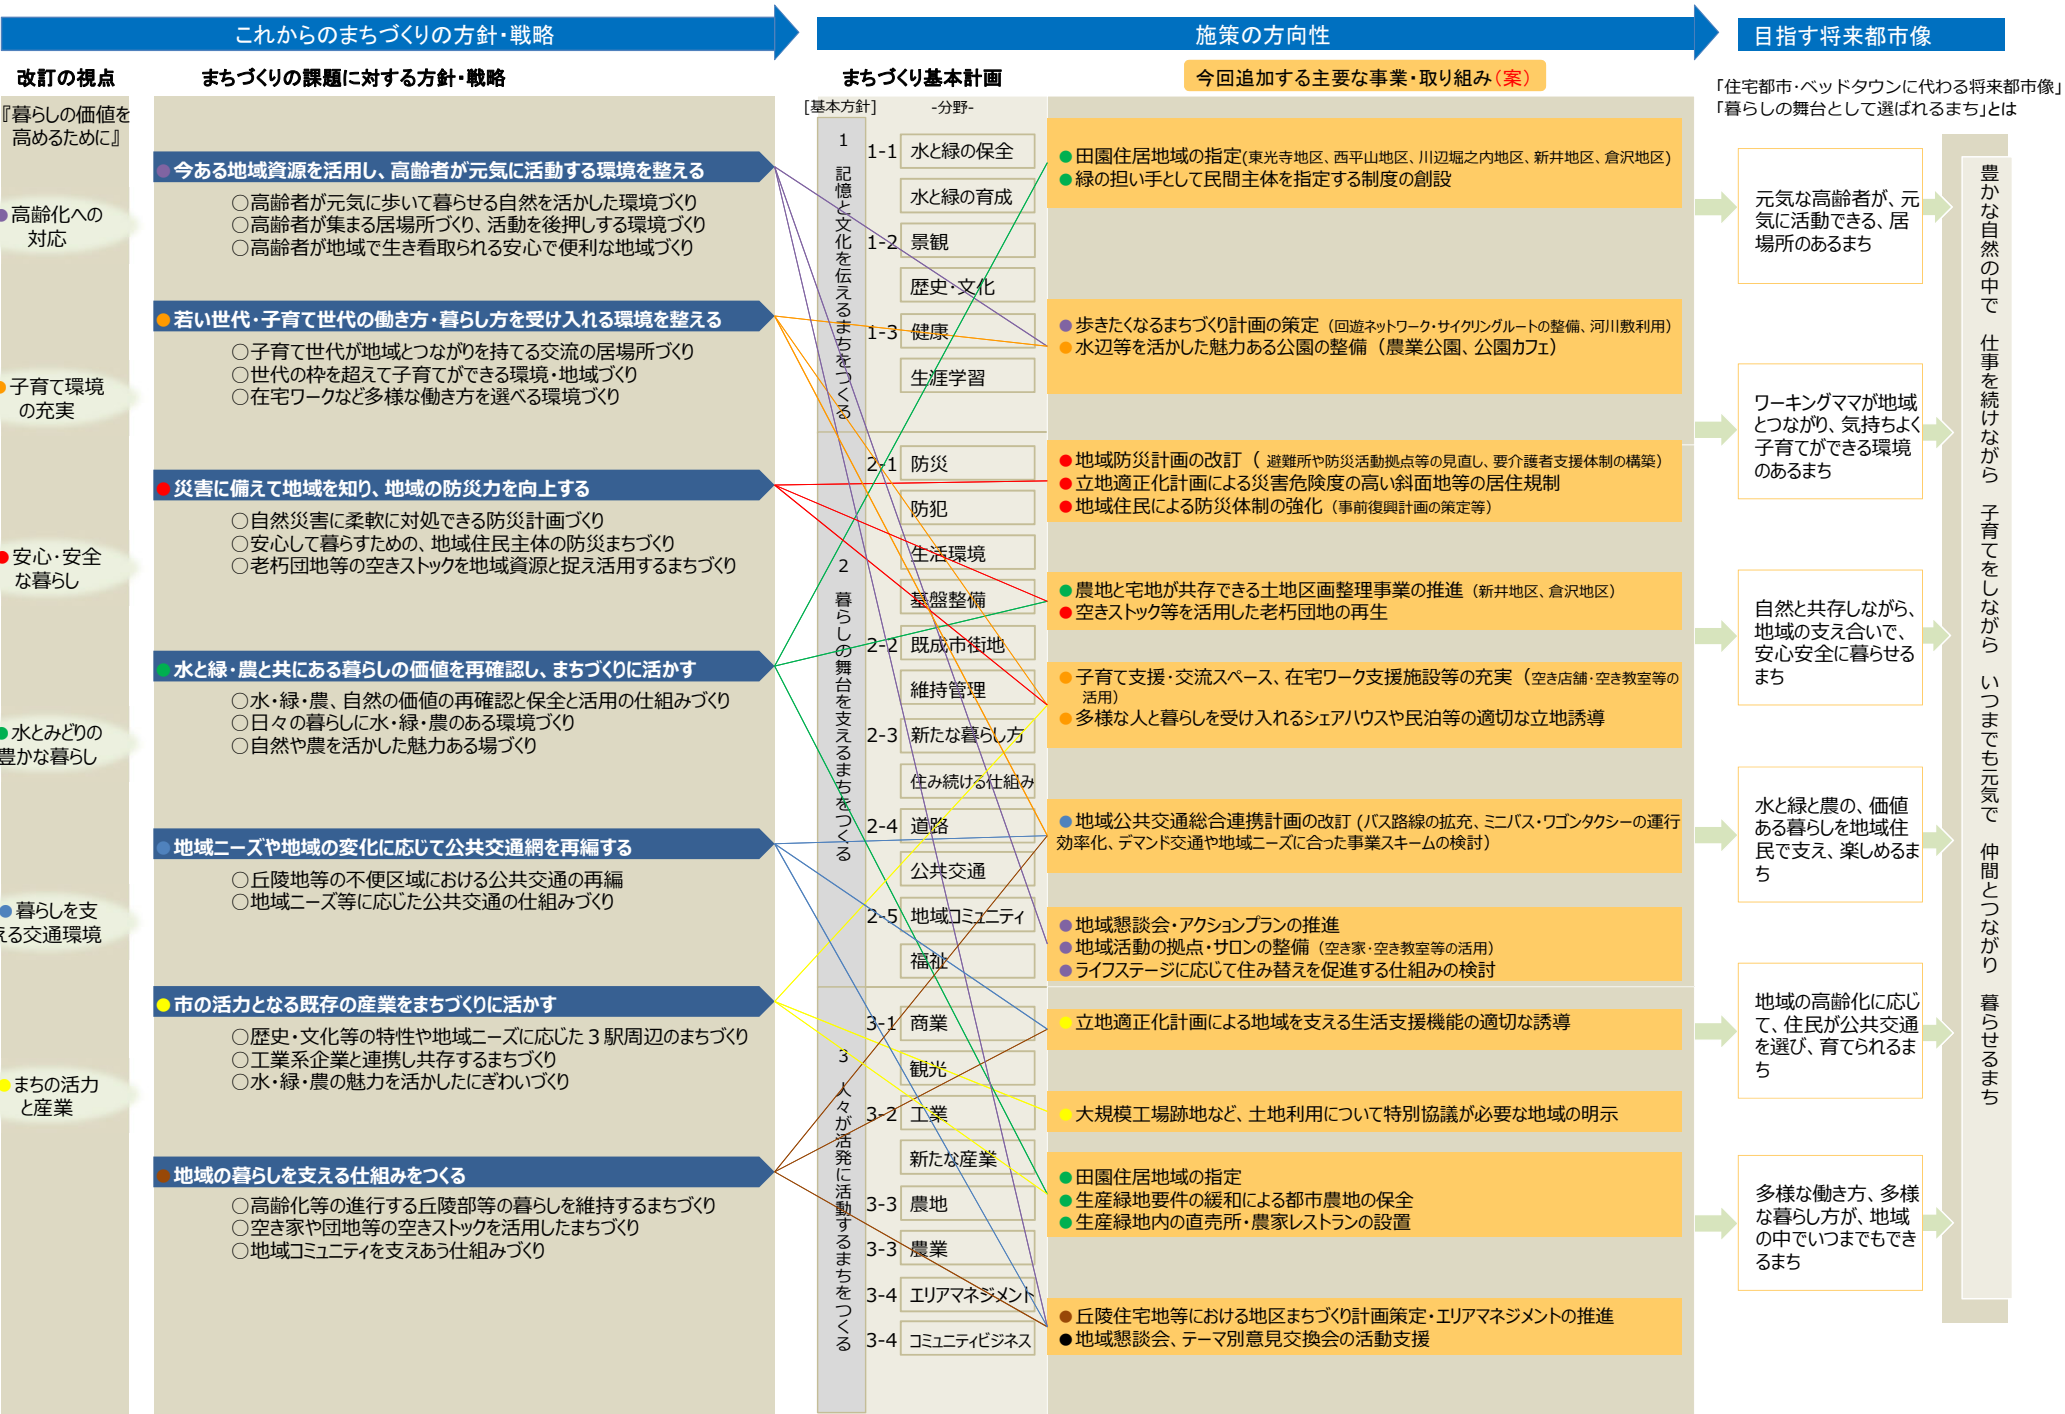 これからのまちづくりの方針・戦略
施策の方向性
目指す将来都市像
改訂の視点
まちづくりの課題に対する方針・戦略
まちづくり基本計画
今回追加する主要な事業・取り組み（案）
「住宅都市・ベッドタウンに代わる将来都市像」
「暮らしの舞台として選ばれるまち」とは
『暮らしの価値を
高めるために』
●高齢化への
対応
●子育て環境
の充実
●安心・安全
な暮らし
●水とみどりの
豊かな暮らし
●暮らしを支
える交通環境
●まちの活力
と産業
●今ある地域資源を活用し、高齢者が元気に活動する環境を整える
○高齢者が元気に歩いて暮らせる自然を活かした環境づくり
○高齢者が集まる居場所づくり、活動を後押しする環境づくり
○高齢者が地域で生き看取られる安心で便利な地域づくり
●若い世代・子育て世代の働き方・暮らし方を受け入れる環境を整える
○子育て世代が地域とつながりを持てる交流の居場所づくり
○世代の枠を超えて子育てができる環境・地域づくり
○在宅ワークなど多様な働き方を選べる環境づくり
●災害に備えて地域を知り、地域の防災力を向上する
○自然災害に柔軟に対処できる防災計画づくり
○安心して暮らすための、地域住民主体の防災まちづくり
○老朽団地等の空きストックを地域資源と捉え活用するまちづくり
●水と緑・農と共にある暮らしの価値を再確認し、まちづくりに活かす
○水・緑・農、自然の価値の再確認と保全と活用の仕組みづくり
○日々の暮らしに水・緑・農のある環境づくり
○自然や農を活かした魅力ある場づくり
●地域ニーズや地域の変化に応じて公共交通網を再編する
○丘陵地等の不便区域における公共交通の再編
○地域ニーズ等に応じた公共交通の仕組みづくり
●市の活力となる既存の産業をまちづくりに活かす
○歴史・文化等の特性や地域ニーズに応じた３駅周辺のまちづくり
○工業系企業と連携し共存するまちづくり
○水・緑・農の魅力を活かしたにぎわいづくり
●地域の暮らしを支える仕組みをつくる
○高齢化等の進行する丘陵部等の暮らしを維持するまちづくり
○空き家や団地等の空きストックを活用したまちづくり
○地域コミュニティを支えあう仕組みづくり
[基本方針]
-分野-
1 記憶と文化を伝えるまちをつくる
1-1 水と緑の保全
水と緑の育成
1-2 景観
歴史・文化
1-3 健康
生涯学習
2 暮らしの舞台を支えるまちをつくる
2-1 防災
防犯
生活環境
基盤整備
2-2 既成市街地
維持管理
2-3 新たな暮らし方
住み続ける仕組み
2-4 道路
公共交通
2-5 地域コミュニティ
福祉
3 人々が活発に活動するまちをつくる
3-1 商業
観光
3-2 工業
新たな産業
3-3 農地
3-3 農業
3-4 エリアマネジメント
3-4 コミュニティビジネス
●田園住居地域の指定(東光寺地区、西平山地区、川辺堀之内地区、新井地区、倉沢地区)
●緑の担い手として民間主体を指定する制度の創設
●歩きたくなるまちづくり計画の策定（回遊ネットワーク・サイクリングルートの整備、河川敷利用）
●水辺等を活かした魅力ある公園の整備（農業公園、公園カフェ）
●地域防災計画の改訂（ 避難所や防災活動拠点等の見直し、要介護者支援体制の構築）
●立地適正化計画による災害危険度の高い斜面地等の居住規制
●地域住民による防災体制の強化（事前復興計画の策定等）
●農地と宅地が共存できる土地区画整理事業の推進（新井地区、倉沢地区）
●空きストック等を活用した老朽団地の再生
●子育て支援・交流スペース、在宅ワーク支援施設等の充実（空き店舗・空き教室等の
活用）
●多様な人と暮らしを受け入れるシェアハウスや民泊等の適切な立地誘導
●地域公共交通総合連携計画の改訂 (バス路線の拡充、ミニバス・ワゴンタクシーの運行
効率化、デマンド交通や地域ニーズに合った事業スキームの検討）
●地域懇談会・アクションプランの推進
●地域活動の拠点・サロンの整備（空き家・空き教室等の活用）
●ライフステージに応じて住み替えを促進する仕組みの検討
●立地適正化計画による地域を支える生活支援機能の適切な誘導
●大規模工場跡地など、土地利用について特別協議が必要な地域の明示
●田園住居地域の指定
●生産緑地要件の緩和による都市農地の保全
●生産緑地内の直売所・農家レストランの設置
●丘陵住宅地等における地区まちづくり計画策定・エリアマネジメントの推進
●地域懇談会、テーマ別意見交換会の活動支援
元気な高齢者が、元
気に活動できる、居
場所のあるまち
ワーキングママが地域
とつながり、気持ちよく
子育てができる環境
のあるまち
自然と共存しながら、
地域の支え合いで、
安心安全に暮らせる
まち
水と緑と農の、価値
ある暮らしを地域住
民で支え、楽しめるま
ち
地域の高齢化に応じ
て、住民が公共交通
を選び、育てられるま
ち
多様な働き方、多様
な暮らし方が、地域
の中でいつまでもでき
るまち
豊かな自然の中で 仕事を続けながら 子育てをしながら いつまでも元気で 仲間とつながり 暮らせるまち